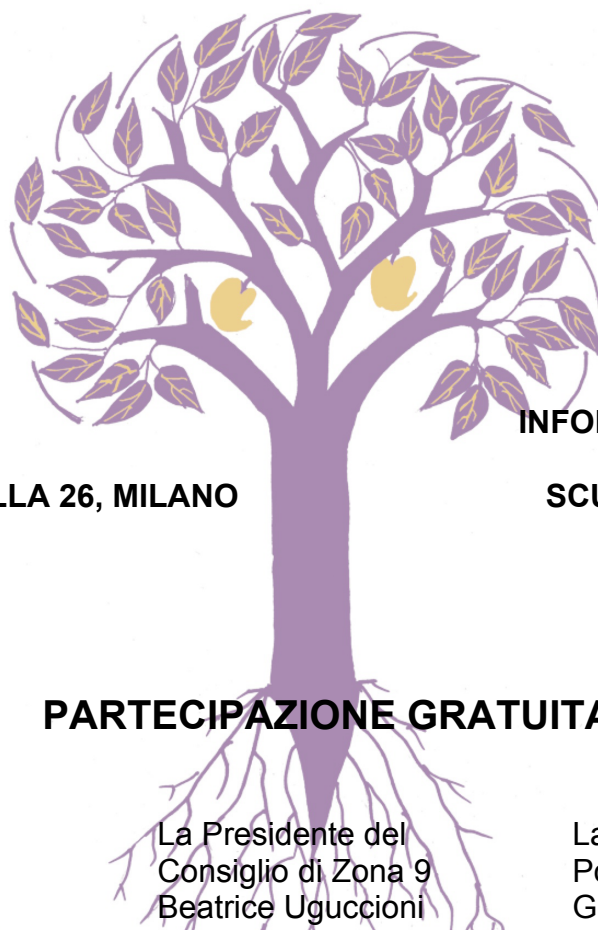 INFO
LLA 26, MILANO
SCU
PARTECIPAZIONE GRATUITA
La Presidente del
Consiglio di Zona 9
Beatrice Uguccioni
La
Po
G